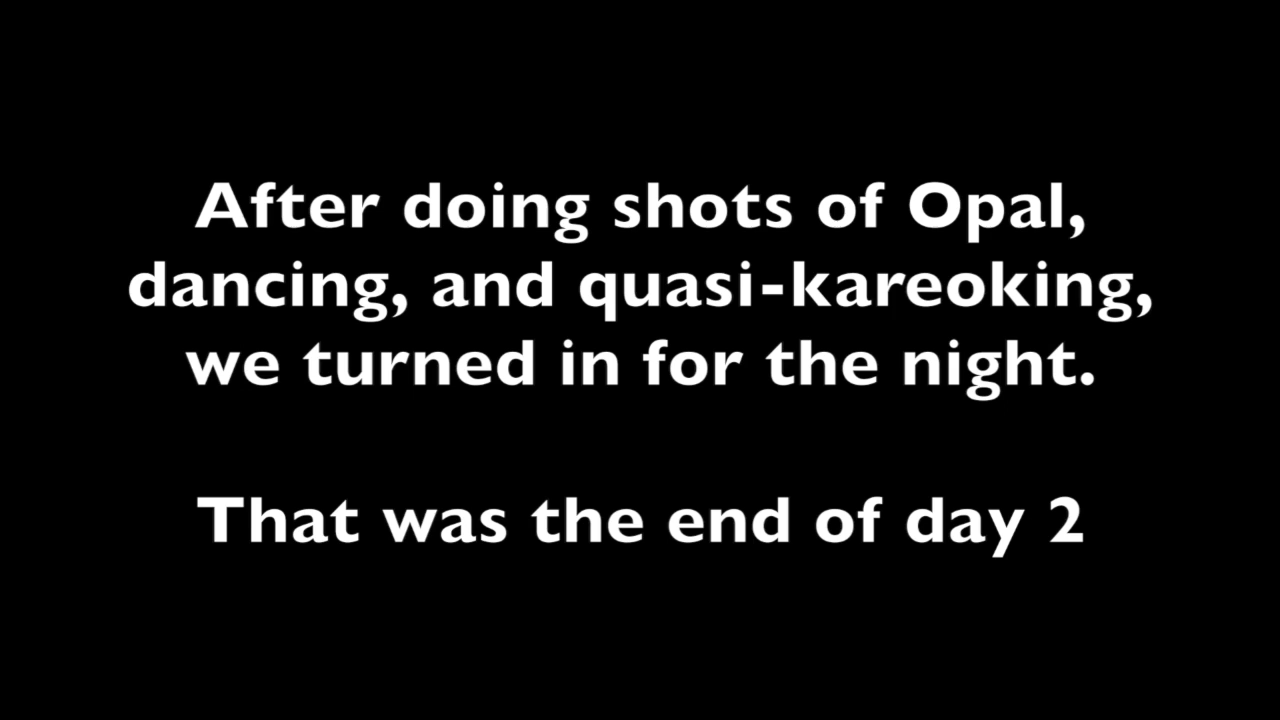 After doing shots of Opal,
dancing, and quasi-kareoking,
we turned in for the night.
That was the end of day 2